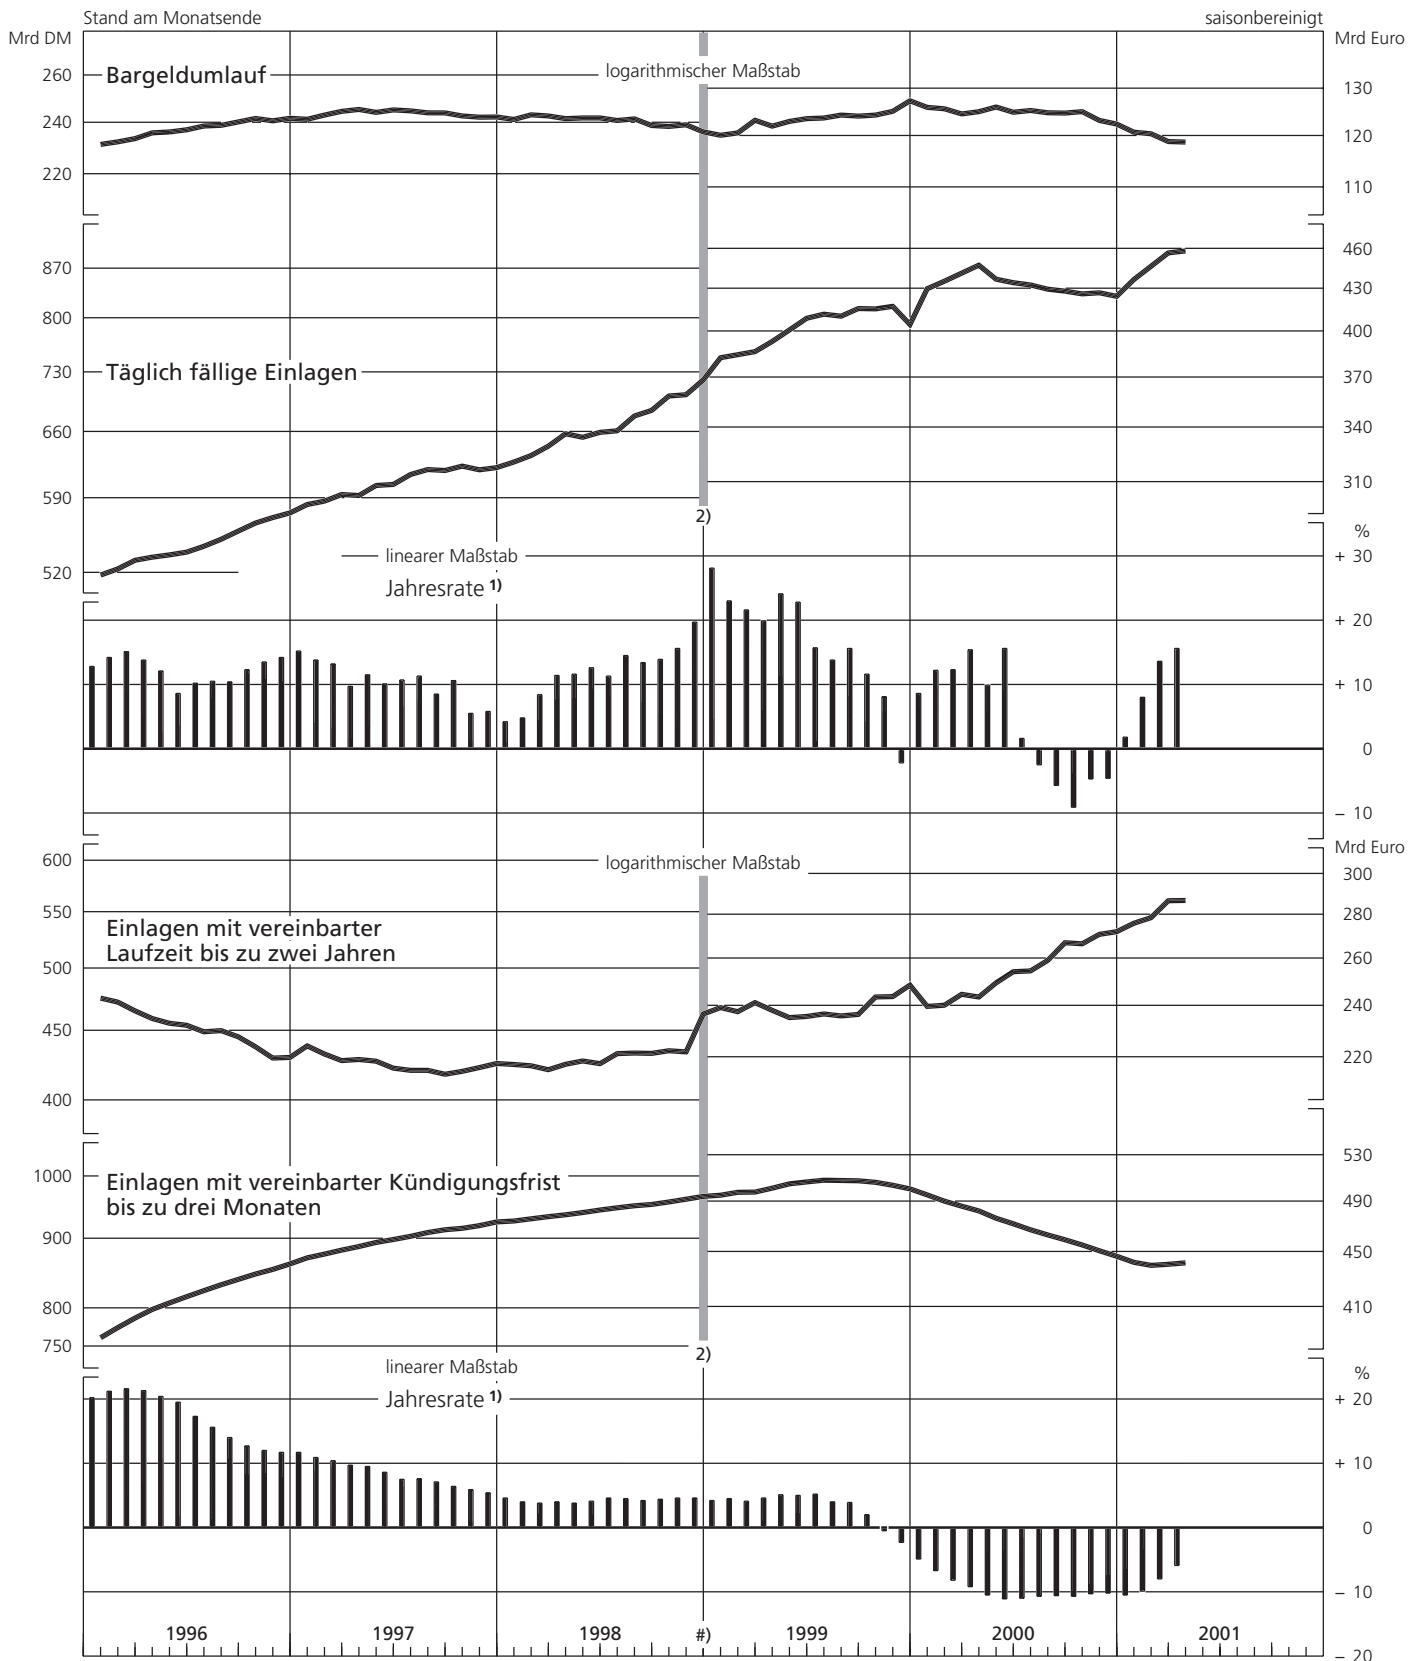 Stand am Monatsende
saisonbereinigt
Mrd DM
Mrd Euro
260
Bargeldumlauf
logarithmischer Maßstab
130
240
120
220
110
460
870
430
800
400
Täglich fällige Einlagen
730
370
660
340
590
310
2)
%
linearer Maßstab
+ 30
520
Jahresrate 1)
+ 20
+ 10
0
– 10
Mrd Euro
600
logarithmischer Maßstab
300
550
280
Einlagen mit vereinbarter
Laufzeit bis zu zwei Jahren
500
260
450
240
220
400
530
1000
Einlagen mit vereinbarter Kündigungsfrist
bis zu drei Monaten
490
900
450
800
410
750
2)
linearer Maßstab
%
Jahresrate 1)
+ 20
+ 10
0
– 10
1996 1997 1998 #) 1999 2000 2001
– 20